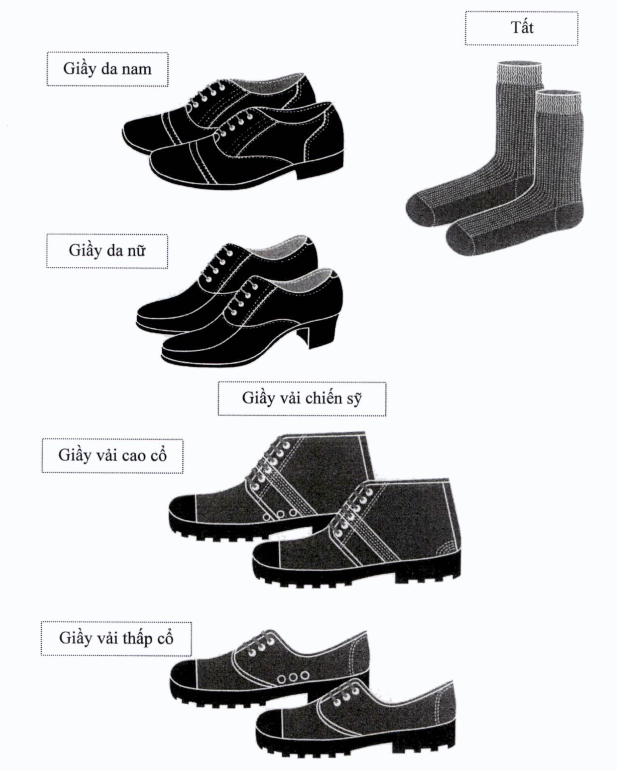 Tất
Giầy da nam
Giầy da nữ
Giầy vải chiến sỹ
Giầy vải cao cổ
Giầy vải thấp cổ